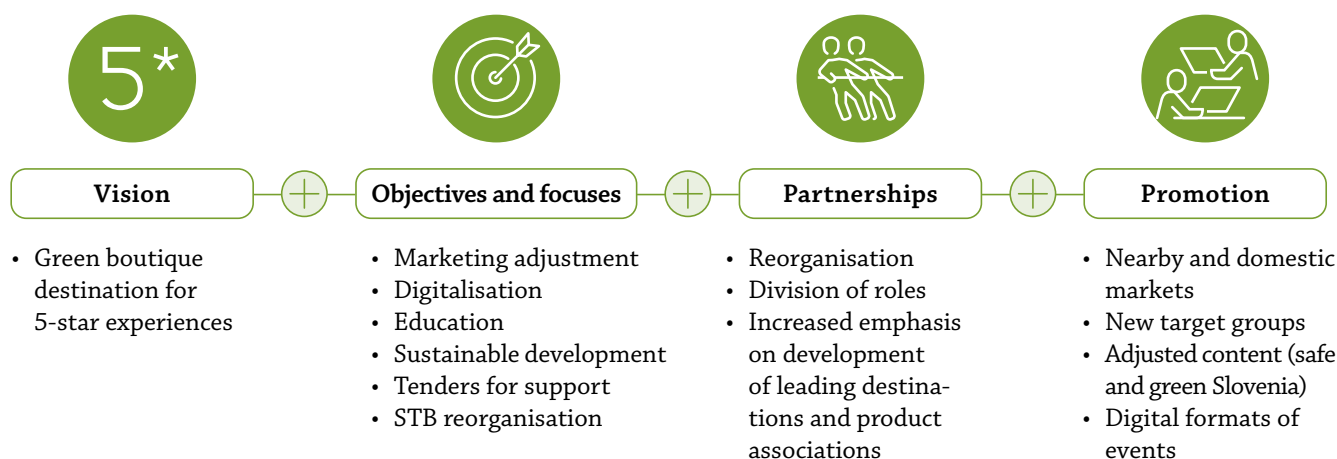 5*
Vision
Objectives and focuses
Partnerships
Promotion
• Green boutique
destination for
5-star experiences
• Marketing adjustment
• Digitalisation
• Education
• Sustainable development
• Tenders for support
• STB reorganisation
• Reorganisation
• Division of roles
• Increased emphasis
on development
of leading destina-
tions and product
associations
• Nearby and domestic
markets
• New target groups
• Adjusted content (safe
and green Slovenia)
• Digital formats of
events